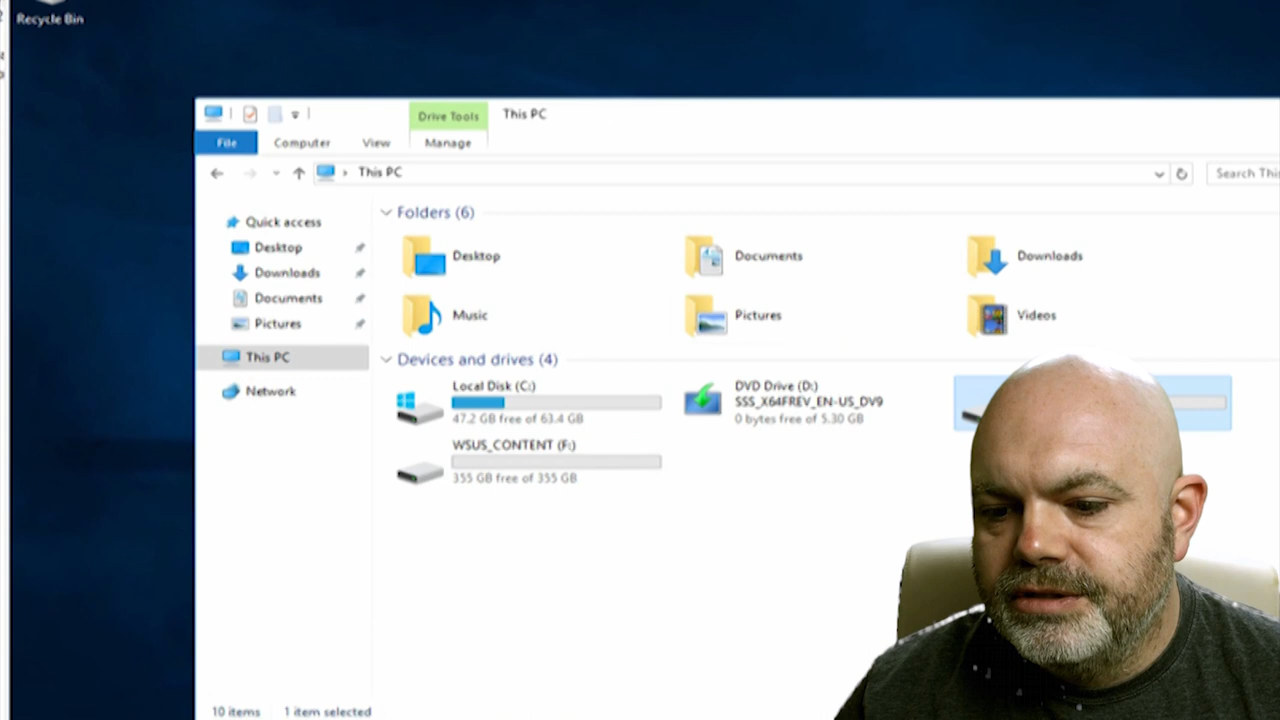 Recycle Bin
Drive Tools
This PC
File
Computer
View
Manage
This PC
Search This
Quick access
Desktop
Downloads
Documents
Pictures
This PC
Network
Folders (6)
Desktop
Documents
Downloads
Music
Pictures
Videos
Devices and drives (4)
Local Disk (C:)
47.2 GB free of 63.4 GB
DVD Drive (D:)
SSS_X64FREV_EN-US_DV9
0 bytes free of 5.30 GB
WSUS_CONTENT (F:)
355 GB free of 355 GB
10 items
1 item selected